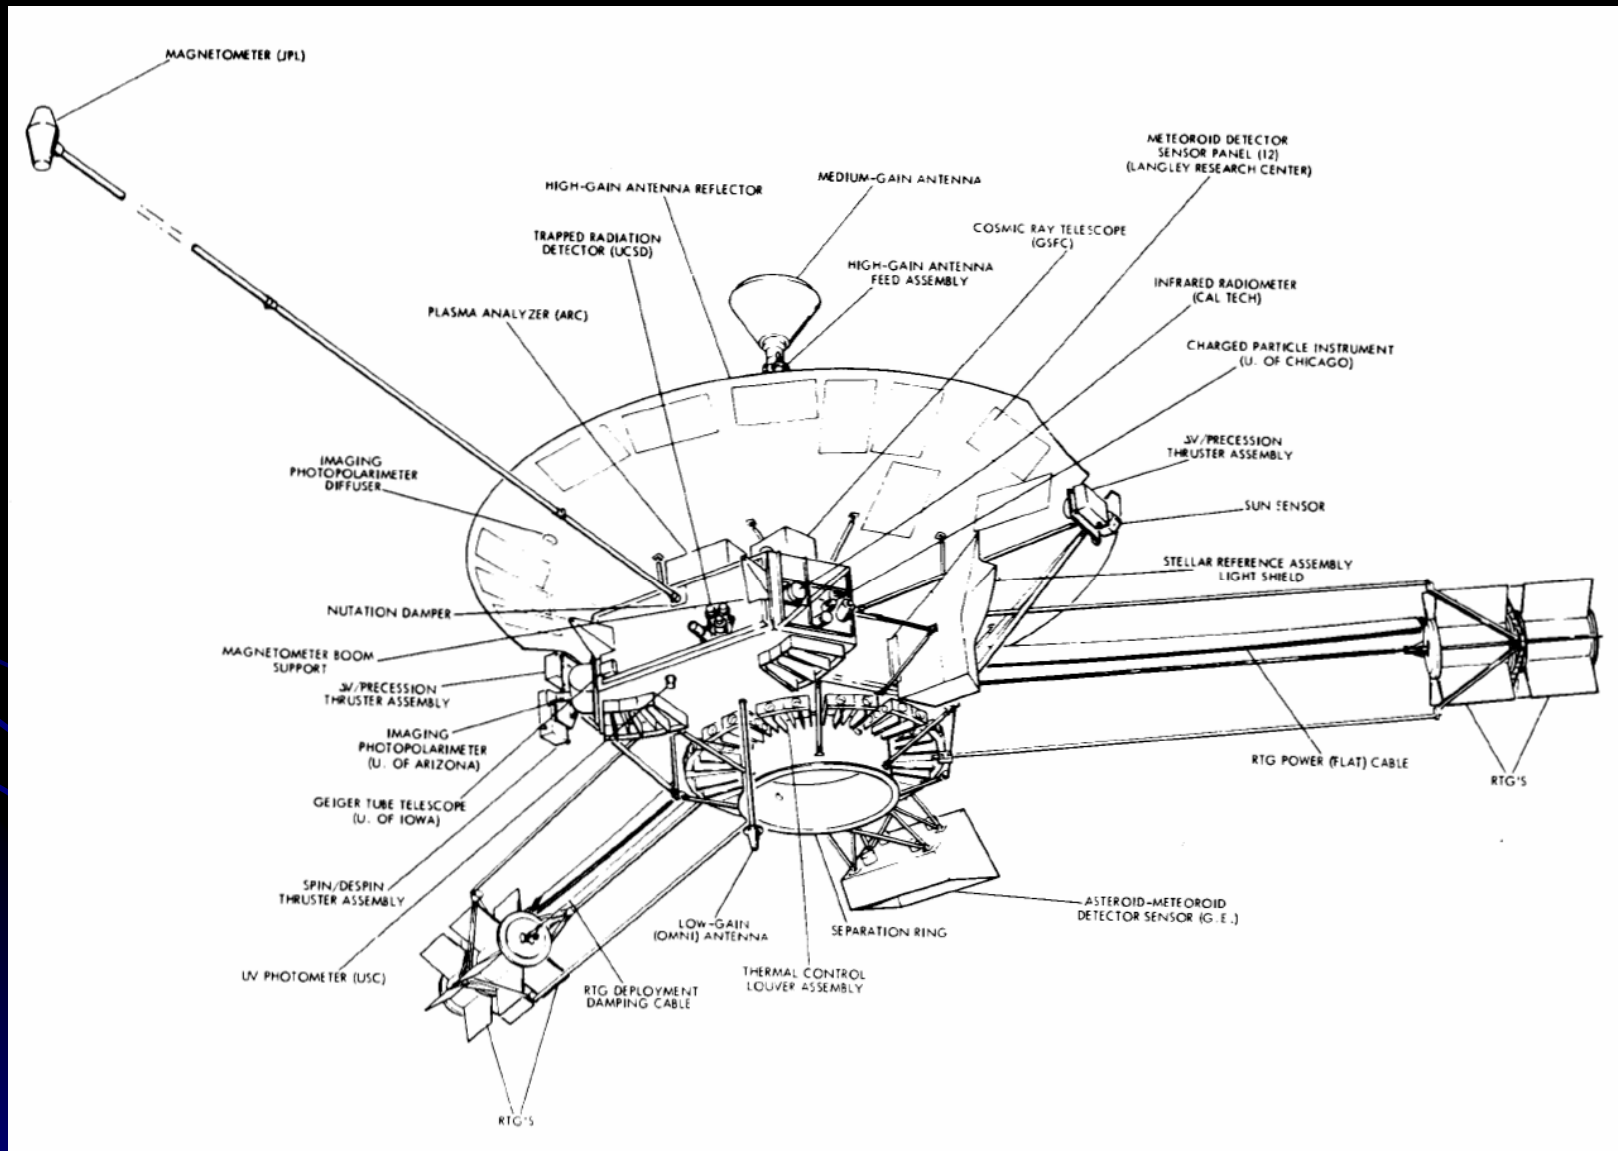 MAGNETOMETER (JPL)
METEOROID DETECTOR
SENSOR PANEL (12)
(LANGLEY RESEARCH CENTER)
HIGH-GAIN ANTENNA REFLECTOR
MEDIUM-GAIN ANTENNA
TRAPPED RADIATION
DETECTOR (UCSD)
COSMIC RAY TELESCOPE
(GSFC)
HIGH-GAIN ANTENNA
FEED ASSEMBLY
INFRARED RADIOMETER
(CAL TECH)
PLASMA ANALYZER (ARC)
CHARGED PARTICLE INSTRUMENT
(U. OF CHICAGO)
IMAGING
PHOTOPOLARIMETER
DIFFUSER
ΔV/PRECESSION
THRUSTER ASSEMBLY
SUN SENSOR
STELLAR REFERENCE ASSEMBLY
LIGHT SHIELD
NUTATION DAMPER
MAGNETOMETER BOOM
SUPPORT
ΔV/PRECESSION
THRUSTER ASSEMBLY
IMAGING
PHOTOPOLARIMETER
(U. OF ARIZONA)
RTG POWER (FLAT) CABLE
RTG'S
GEIGER TUBE TELESCOPE
(U. OF IOWA)
SPIN/DESPIN
THRUSTER ASSEMBLY
LOW-GAIN
(OMNI) ANTENNA
SEPARATION RING
ASTEROID-METEOROID
DETECTOR SENSOR (G.E.)
UV PHOTOMETER (USC)
RTG DEPLOYMENT
DAMPING CABLE
THERMAL CONTROL
LOUVER ASSEMBLY
RTG'S